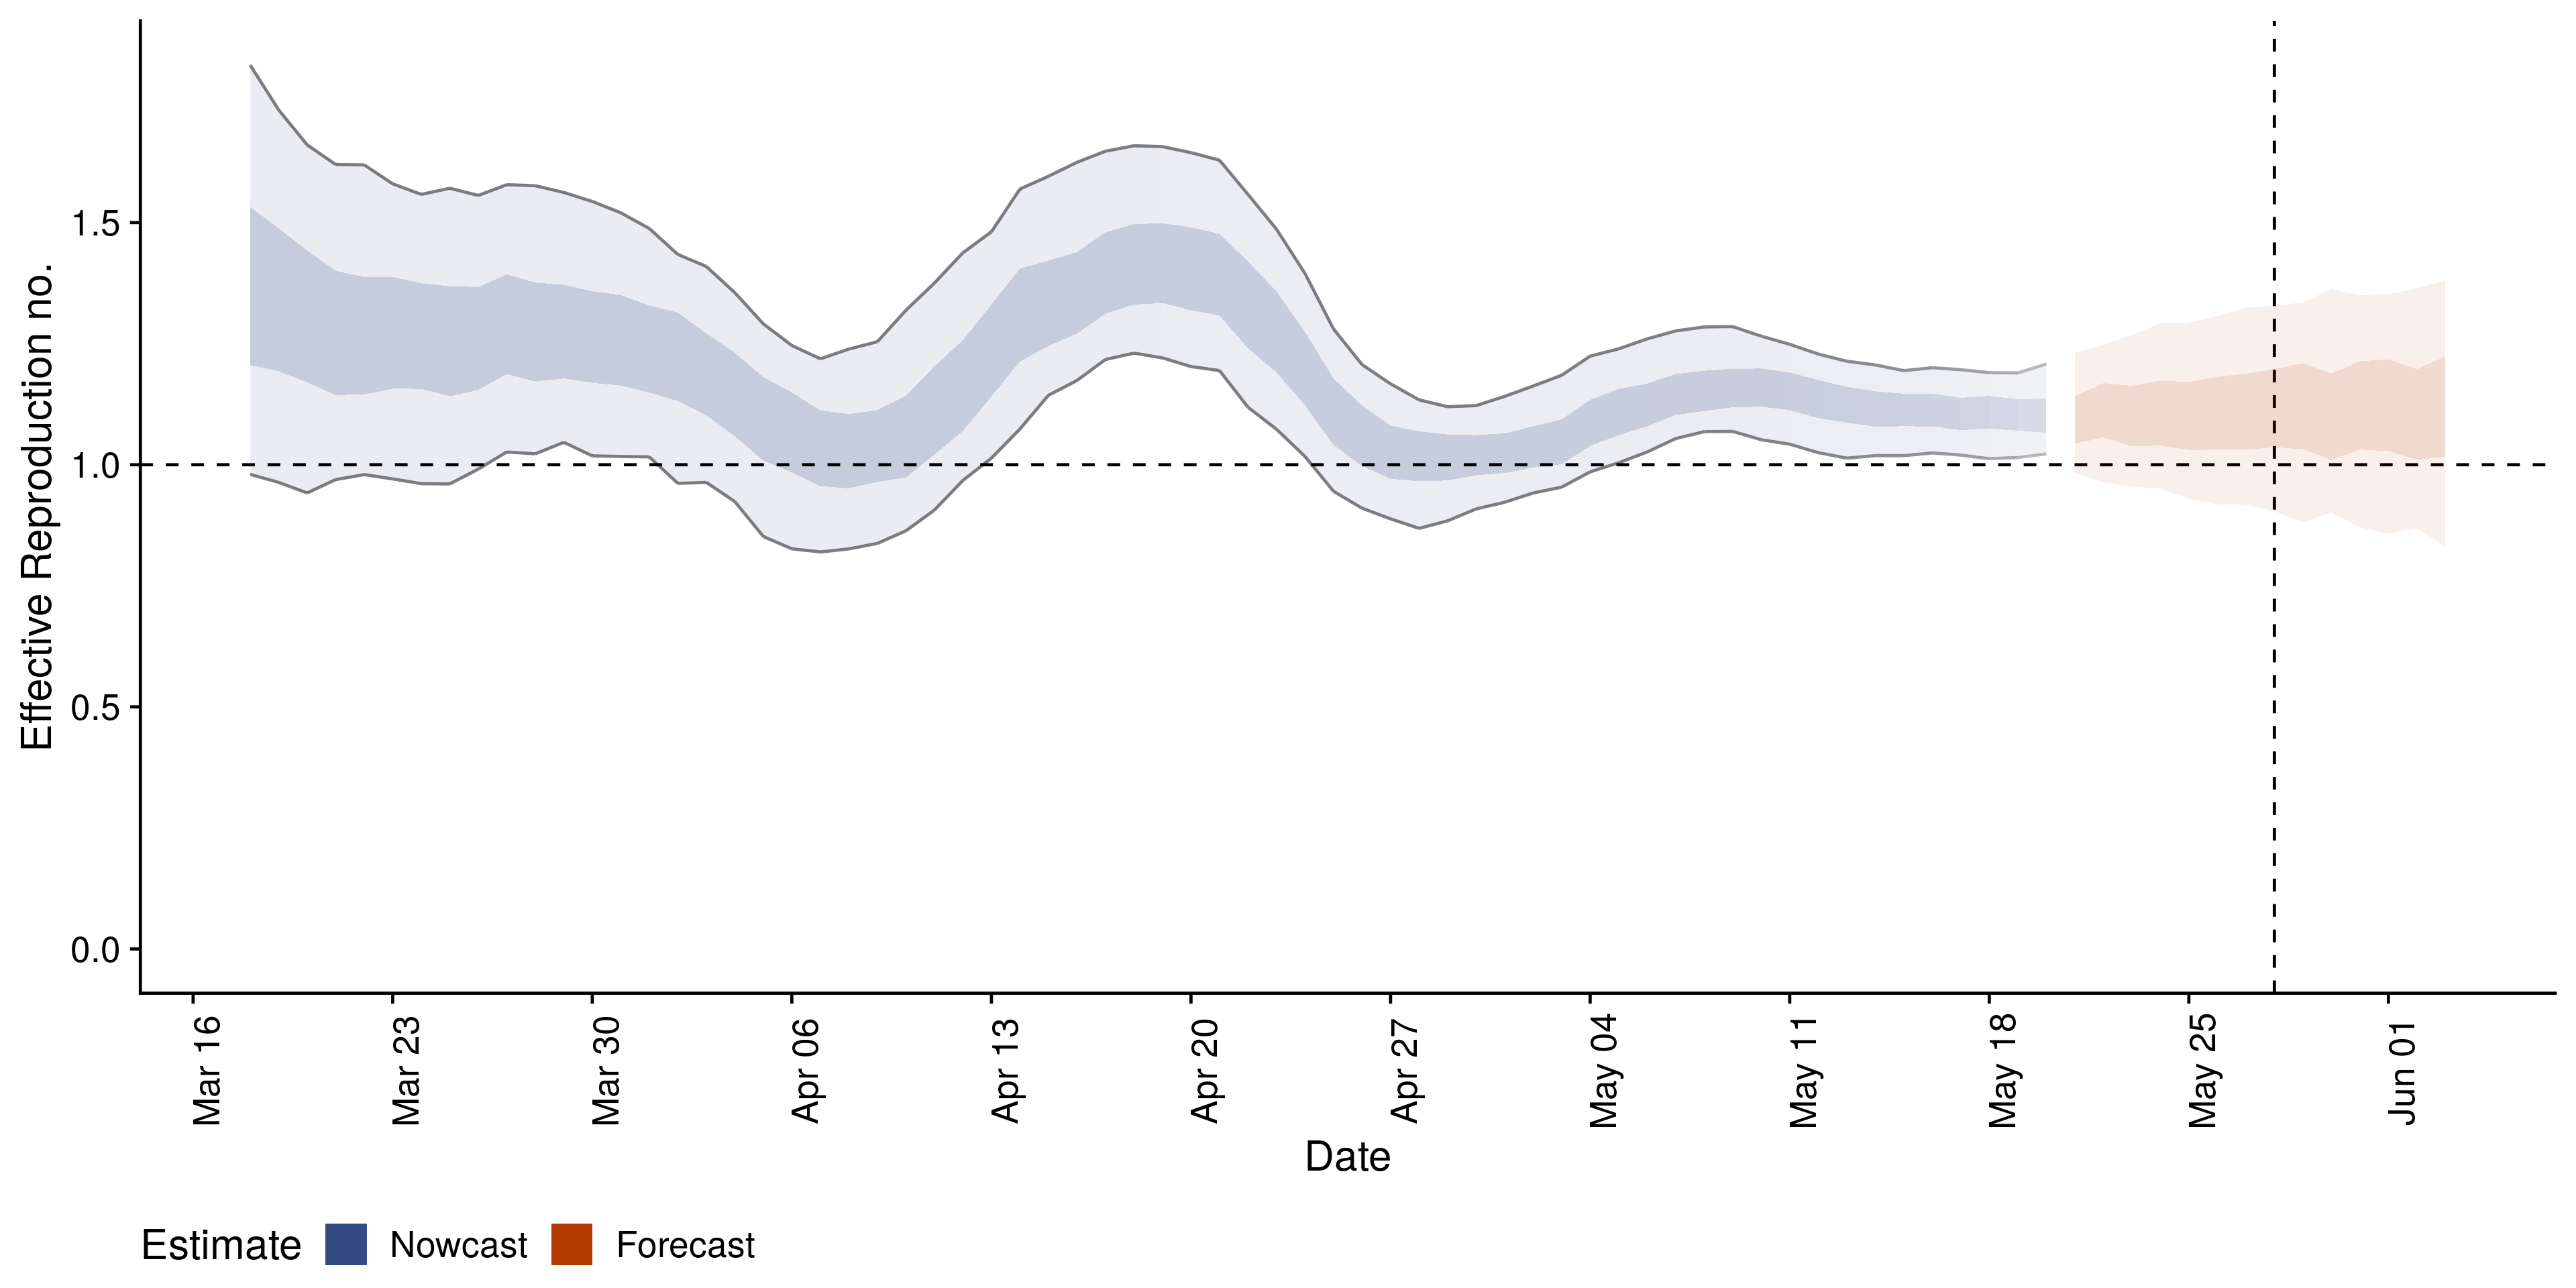 Effective Reproduction no.
1.5
1.0
0.5
0.0
Mar 16
Mar 23
Mar 30
Apr 06
Apr 13
Apr 20
Apr 27
May 04
May 11
May 18
May 25
Jun 01
Date
Estimate Nowcast Forecast